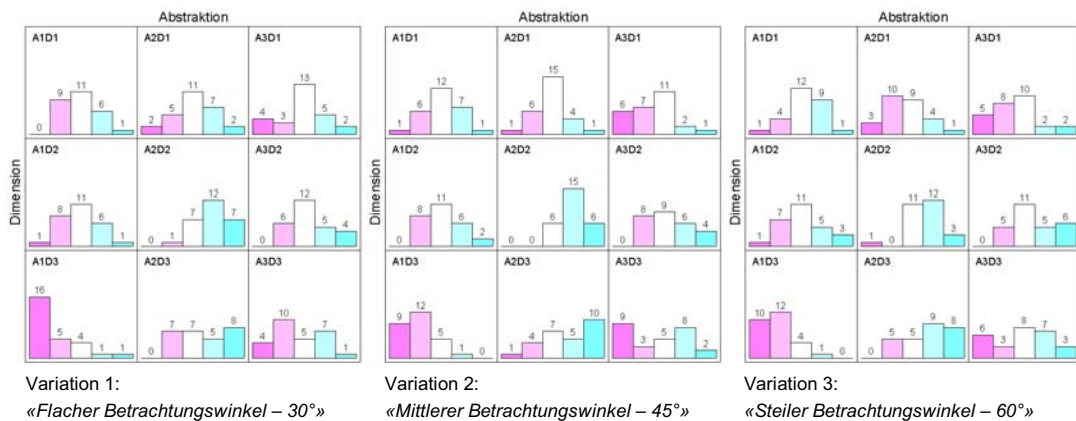 Abstraktion Abstraktion Abstraktion
A1D1 A2D1 A3D1 A1D1 A2D1 A3D1 A1D1 A2D1 A3D1
0 9 11 6 1 2 5 11 7 2 4 3 13 5 2 1 6 12 7 1 1 6 15 4 1 6 7 11 2 1 1 4 12 9 1 3 10 9 4 1 5 8 10 2 2
Dimension Dimension Dimension
A1D2 A2D2 A3D2 A1D2 A2D2 A3D2 A1D2 A2D2 A3D2
1 8 11 6 1 0 1 7 12 7 0 6 12 5 4 0 8 11 6 2 0 0 6 15 6 0 8 9 6 4 1 7 11 5 3 1 0 11 12 3 0 5 11 5 6
A1D3 A2D3 A3D3 A1D3 A2D3 A3D3 A1D3 A2D3 A3D3
16 5 4 1 1 0 7 7 5 8 4 10 5 7 1 9 12 5 1 0 1 4 7 5 10 9 3 5 8 2 10 12 4 1 0 0 5 5 9 8 6 3 8 7 3
Variation 1: Variation 2: Variation 3:
«Flacher Betrachtungswinkel – 30°» «Mittlerer Betrachtungswinkel – 45°» «Steiler Betrachtungswinkel – 60°»